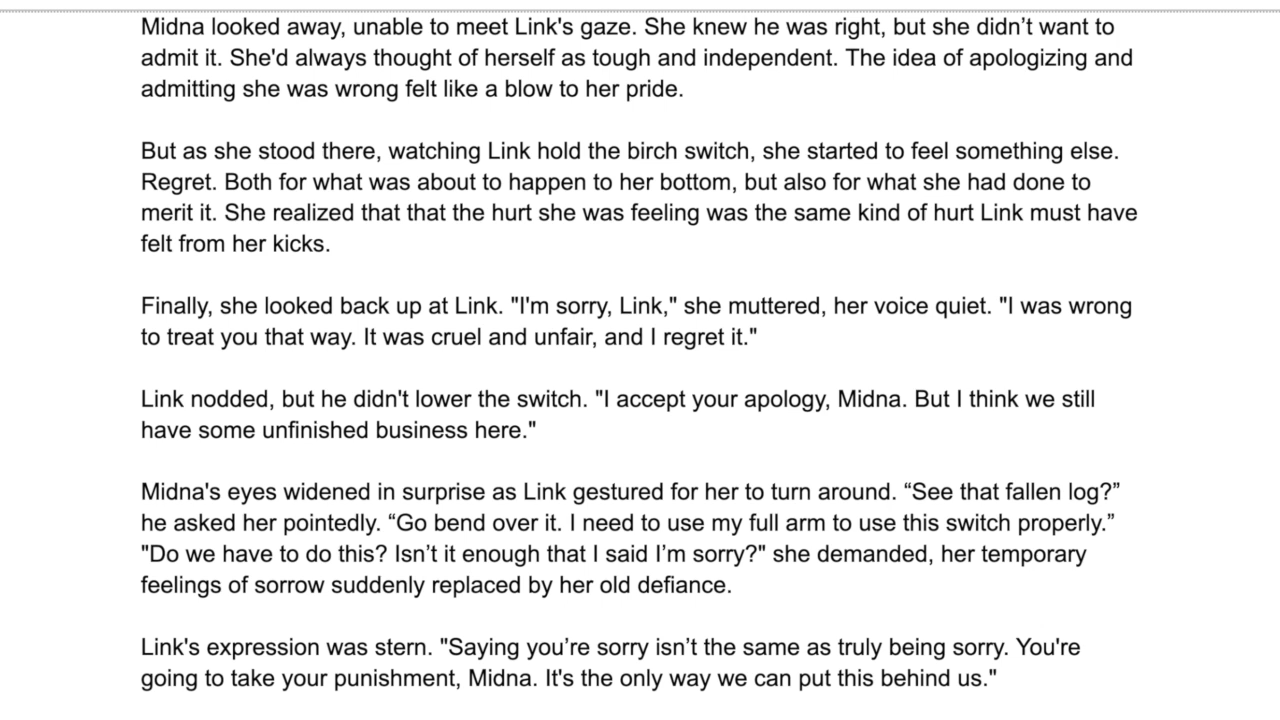 Midna looked away, unable to meet Link's gaze. She knew he was right, but she didn’t want to
admit it. She'd always thought of herself as tough and independent. The idea of apologizing and
admitting she was wrong felt like a blow to her pride.
But as she stood there, watching Link hold the birch switch, she started to feel something else.
Regret. Both for what was about to happen to her bottom, but also for what she had done to
merit it. She realized that that the hurt she was feeling was the same kind of hurt Link must have
felt from her kicks.
Finally, she looked back up at Link. "I'm sorry, Link," she muttered, her voice quiet. "I was wrong
to treat you that way. It was cruel and unfair, and I regret it."
Link nodded, but he didn't lower the switch. "I accept your apology, Midna. But I think we still
have some unfinished business here."
Midna's eyes widened in surprise as Link gestured for her to turn around. “See that fallen log?”
he asked her pointedly. “Go bend over it. I need to use my full arm to use this switch properly.”
"Do we have to do this? Isn’t it enough that I said I’m sorry?" she demanded, her temporary
feelings of sorrow suddenly replaced by her old defiance.
Link's expression was stern. "Saying you’re sorry isn’t the same as truly being sorry. You're
going to take your punishment, Midna. It's the only way we can put this behind us."